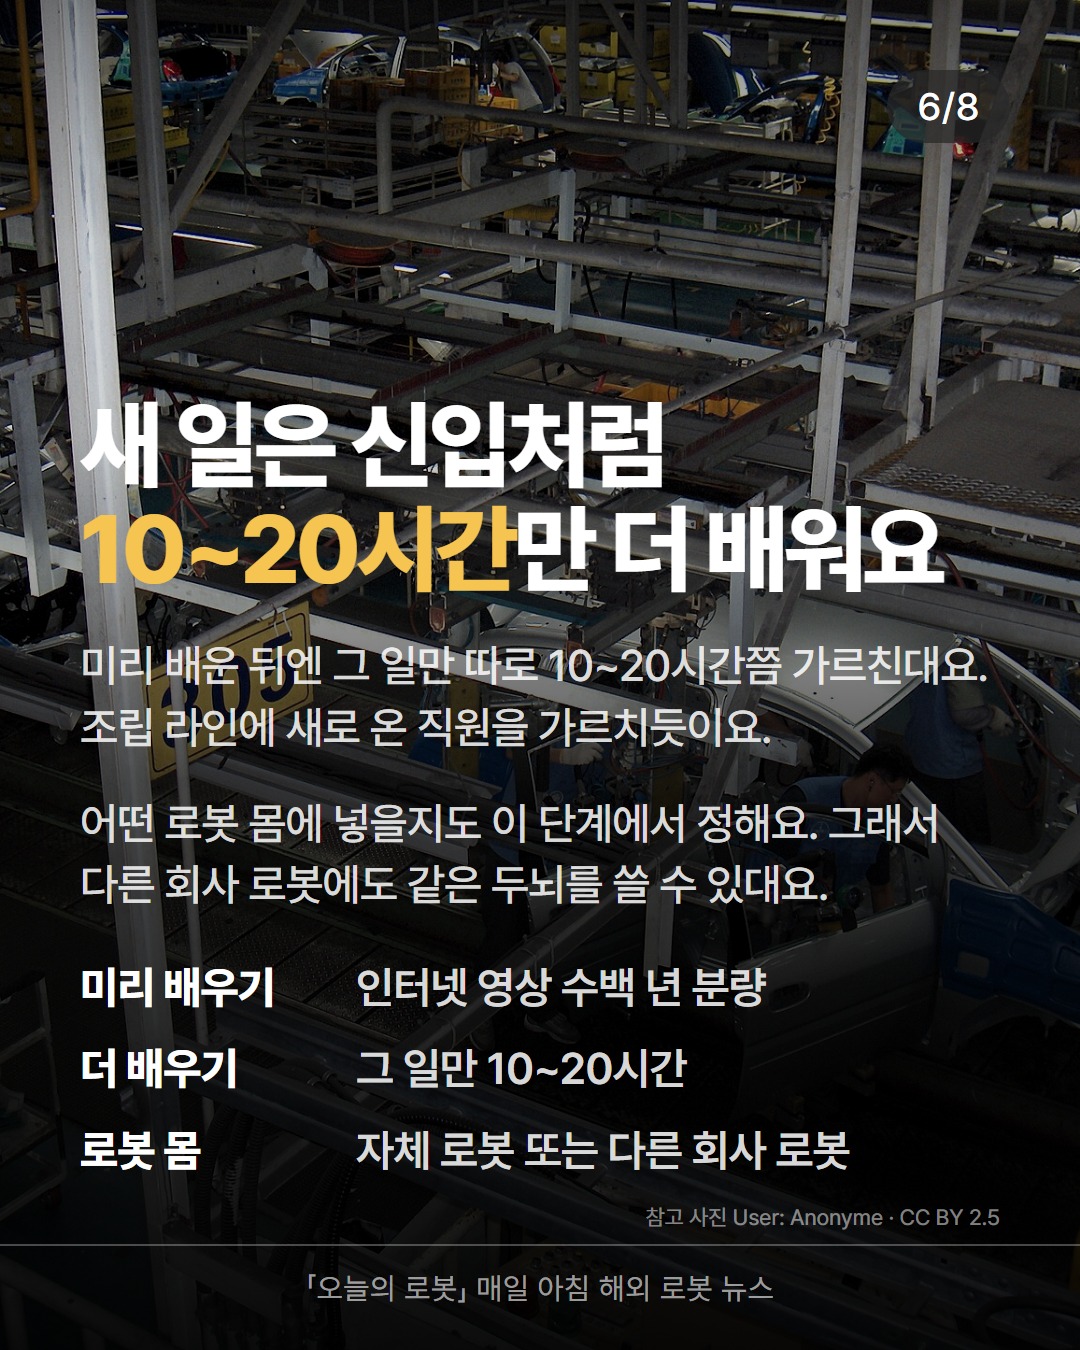 6/8
새 일은 신입처럼
10~20시간만 더 배워요
305
미리 배운 뒤엔 그 일만 따로 10~20시간쯤 가르친대요.
조립 라인에 새로 온 직원을 가르치듯이요.
어떤 로봇 몸에 넣을지도 이 단계에서 정해요. 그래서
다른 회사 로봇에도 같은 두뇌를 쓸 수 있대요.
미리 배우기 인터넷 영상 수백 년 분량
더 배우기 그 일만 10~20시간
로봇 몸 자체 로봇 또는 다른 회사 로봇
참고 사진 User: Anonyme · CC BY 2.5
「오늘의 로봇」 매일 아침 해외 로봇 뉴스